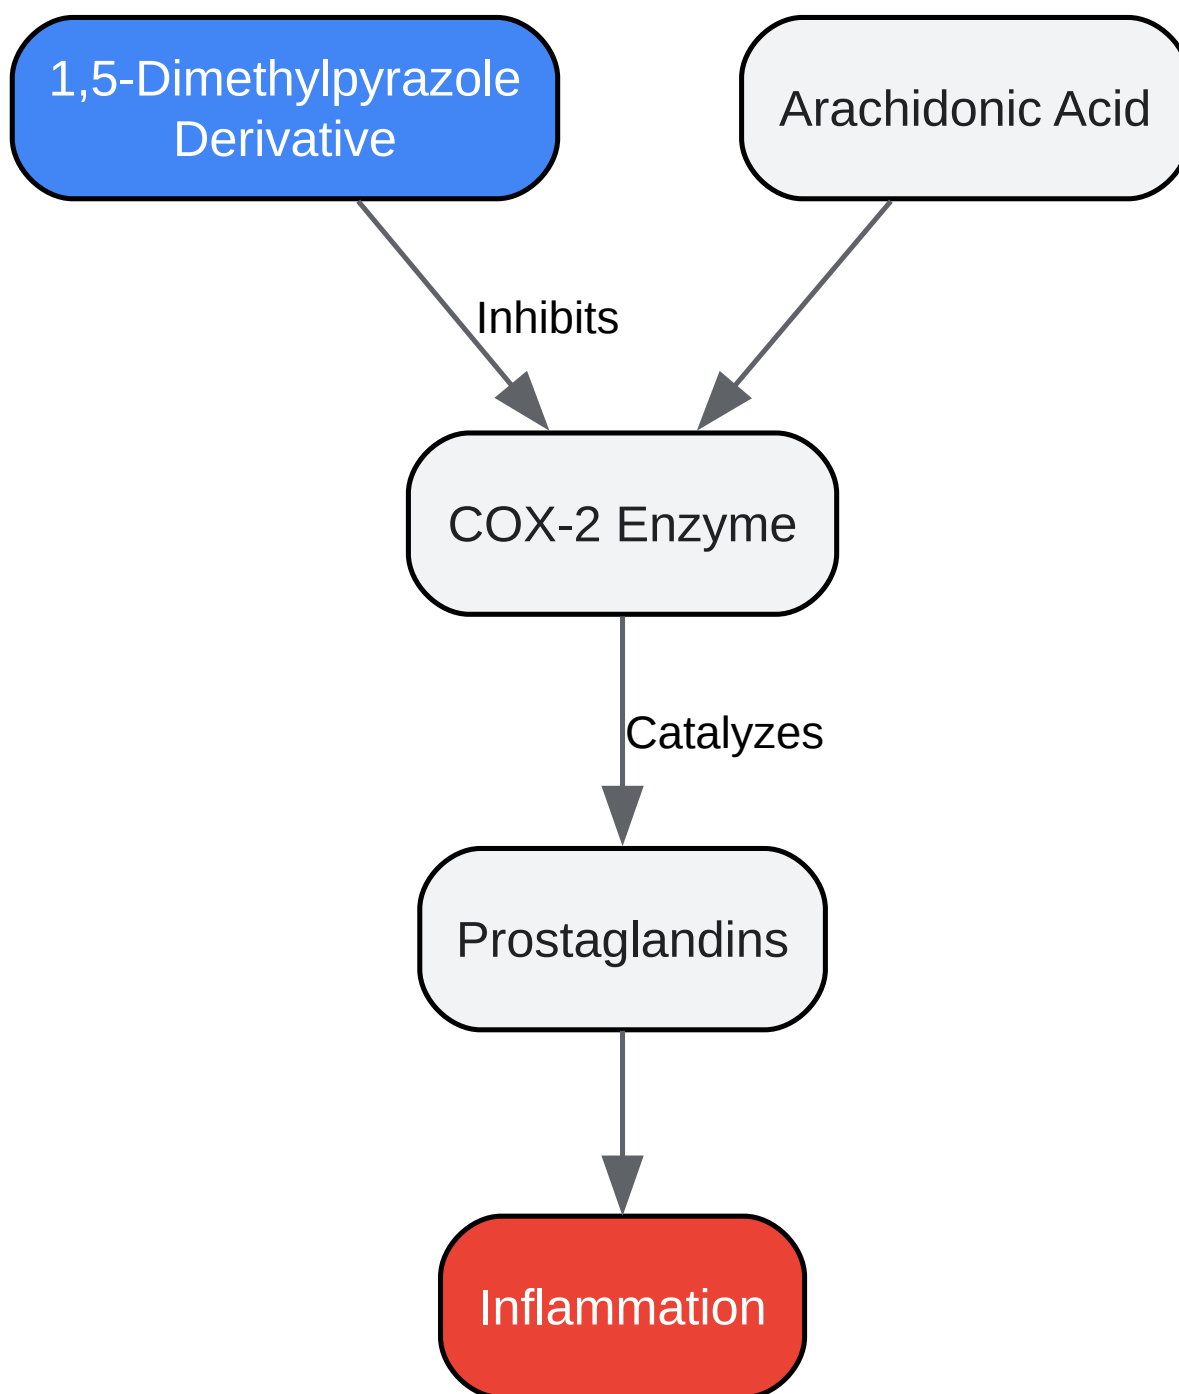 1,5-Dimethylpyrazole
Derivative
Arachidonic Acid
Inhibits
COX-2 Enzyme
Catalyzes
Prostaglandins
Inflammation